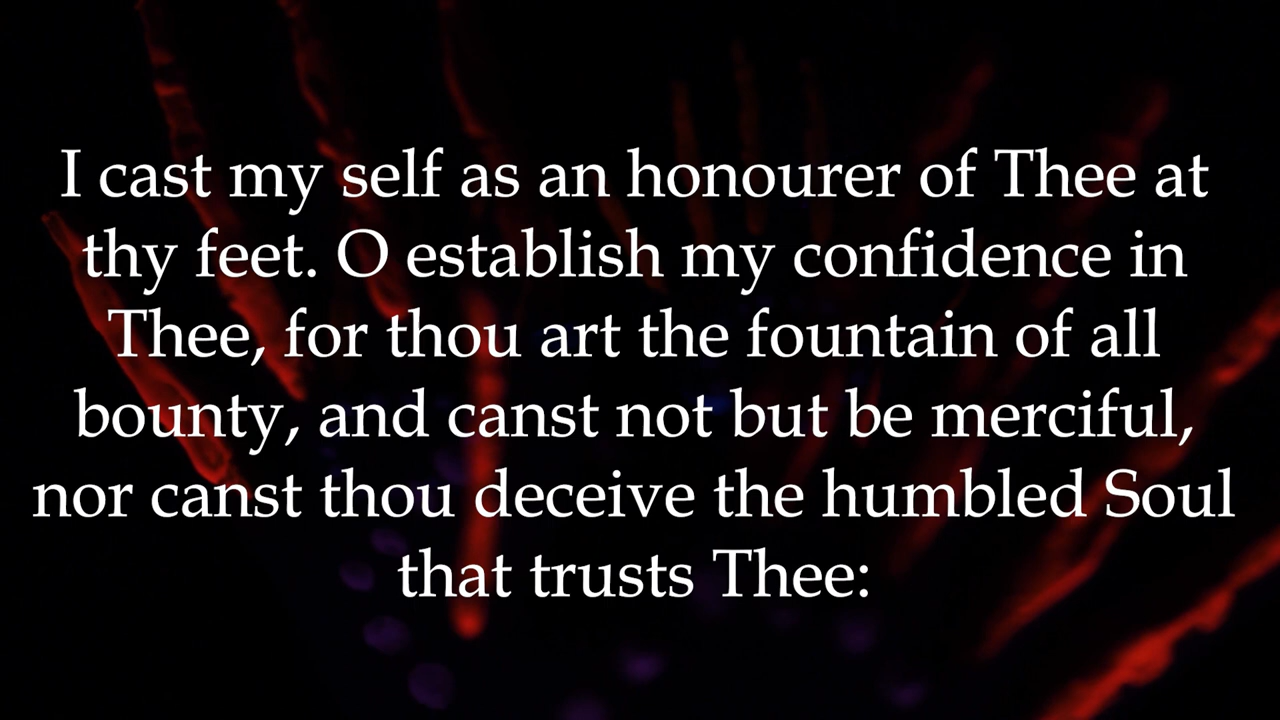 I cast my self as an honourer of Thee at
thy feet. O establish my confidence in
Thee, for thou art the fountain of all
bounty, and canst not but be merciful,
nor canst thou deceive the humbled Soul
that trusts Thee: